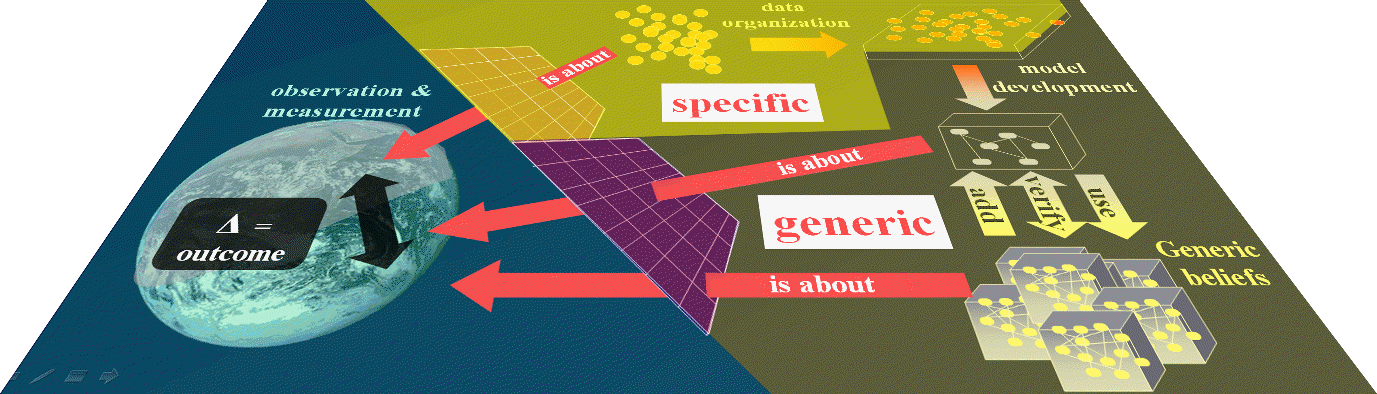 data
organization
is about
model
development
observation &
measurement
specific
is about
add
verify
use
Δ =
outcome
generic
Generic
beliefs
is about